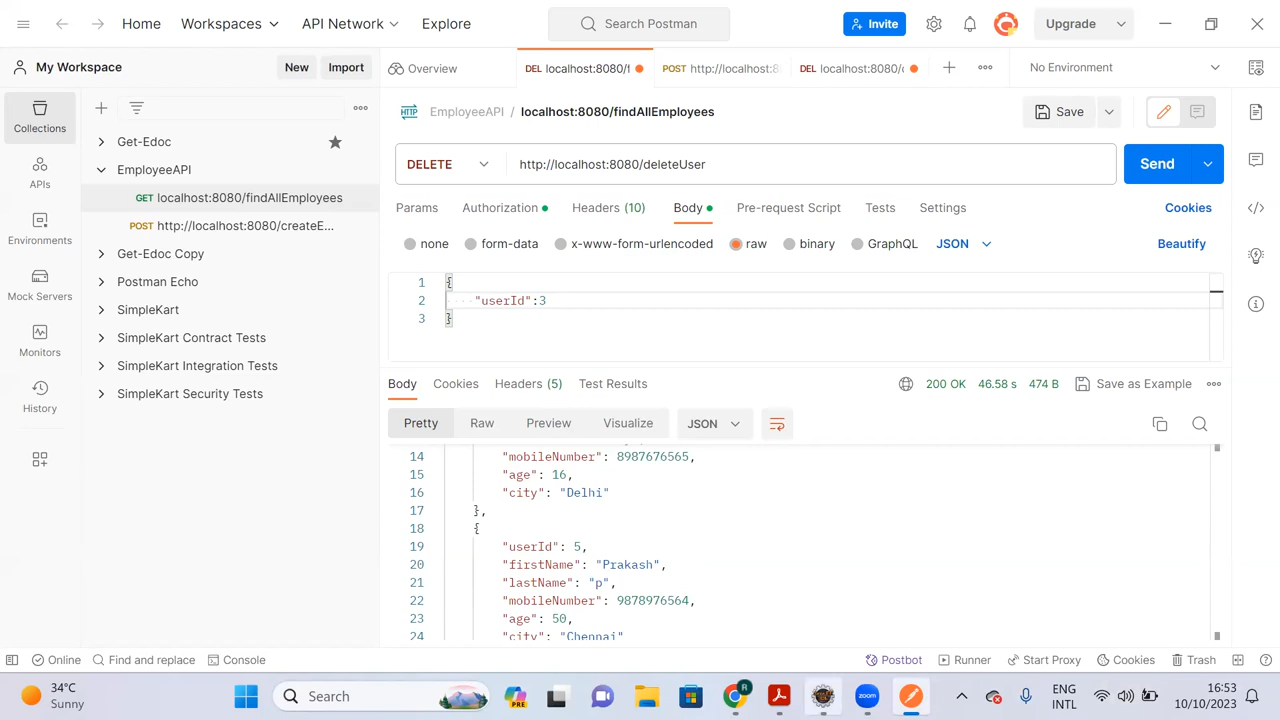 Home Workspaces API Network Explore Search Postman Invite Upgrade
My Workspace New Import Overview DEL localhost:8080/f POST http://localhost:8 DEL localhost:8080/ No Environment
Collections
APIs
Environments
Mock Servers
Monitors
History
Get-Edoc
EmployeeAPI
GET localhost:8080/findAllEmployees
POST http://localhost:8080/createE...
Get-Edoc Copy
Postman Echo
SimpleKart
SimpleKart Contract Tests
SimpleKart Integration Tests
SimpleKart Security Tests
HTTP EmployeeAPI / localhost:8080/findAllEmployees Save
DELETE http://localhost:8080/deleteUser Send
Params Authorization Headers (10) Body Pre-request Script Tests Settings Cookies
none form-data x-www-form-urlencoded raw binary GraphQL JSON Beautify
1 {
2 "userId":3
3 }
Body Cookies Headers (5) Test Results 200 OK 46.58 s 474 B Save as Example
Pretty Raw Preview Visualize JSON
14 "mobileNumber": 8987676565,
15 "age": 16,
16 "city": "Delhi"
17 },
18 {
19 "userId": 5,
20 "firstName": "Prakash",
21 "lastName": "p",
22 "mobileNumber": 9878976564,
23 "age": 50,
24 "city": "Chennai"
Online Find and replace Console Postbot Runner Start Proxy Cookies Trash
34°C
Sunny
Search
PRE
R
ENG
INTL
16:53
10/10/2023